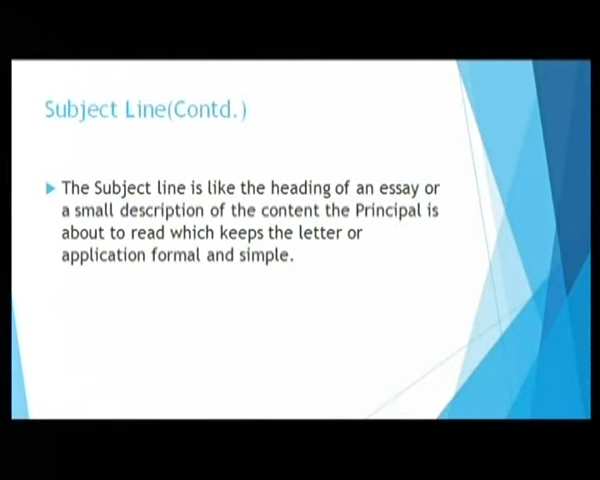 Subject Line(Contd.)
The Subject line is like the heading of an essay or
a small description of the content the Principal is
about to read which keeps the letter or
application formal and simple.